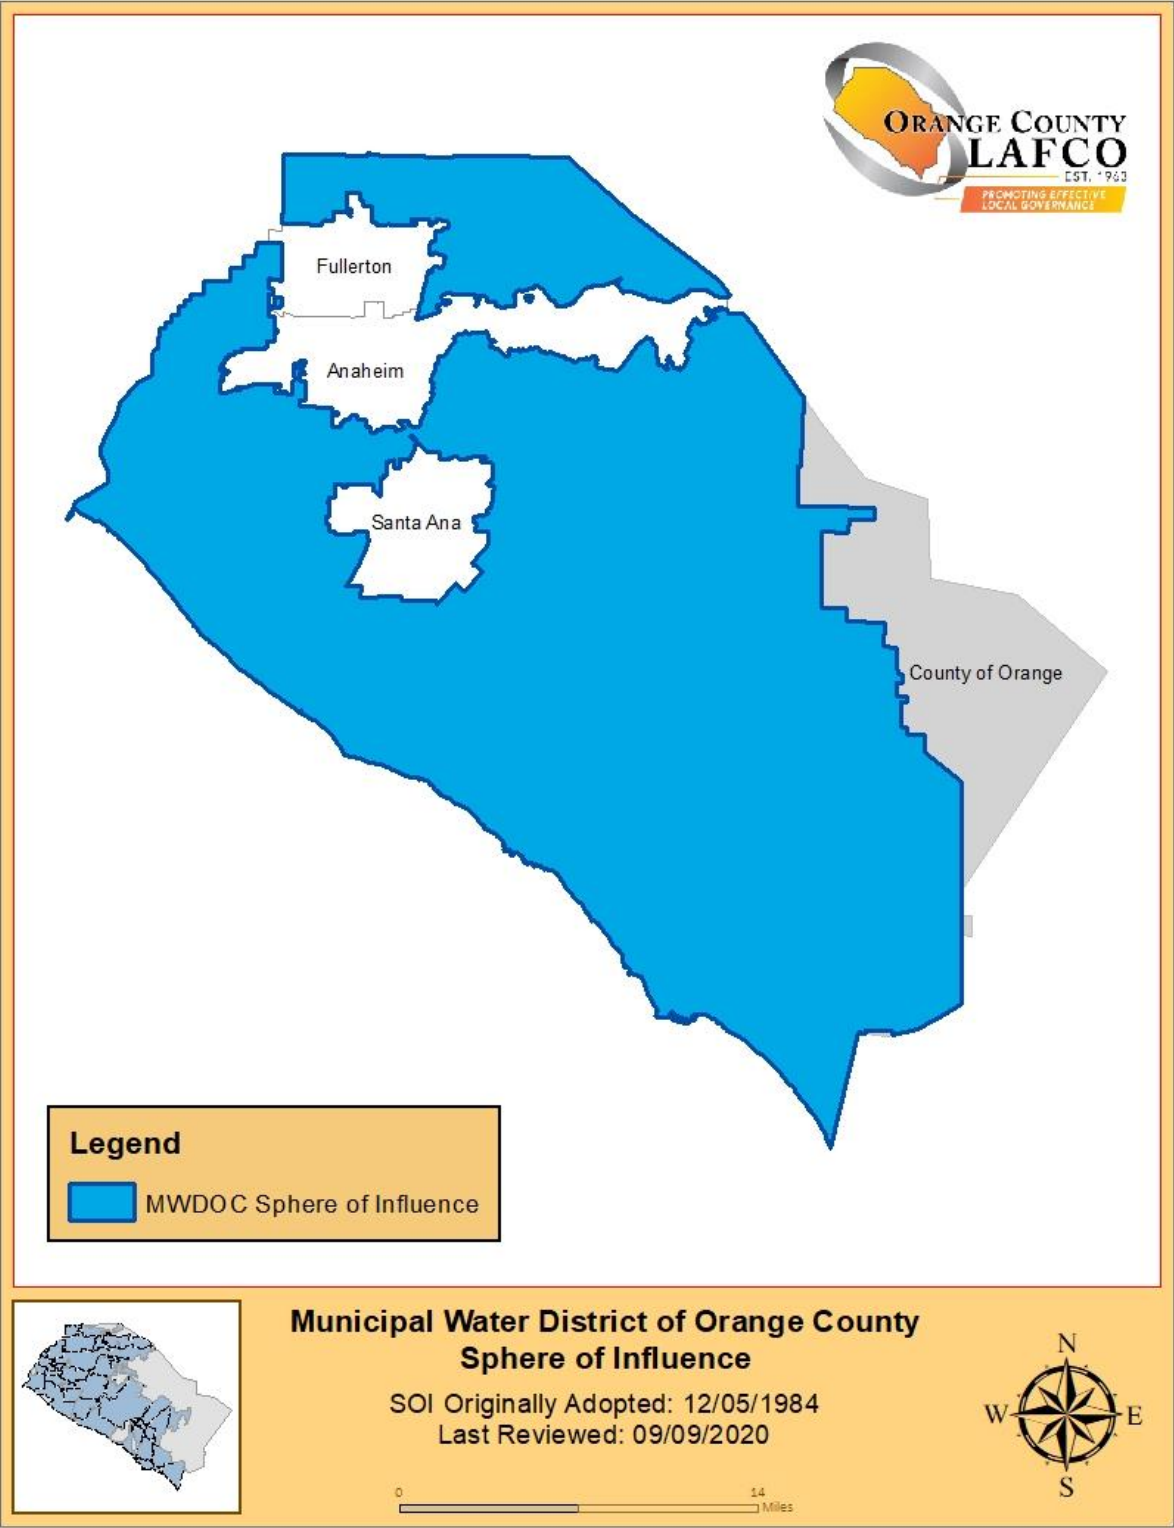 ORANGE COUNTY
LAFCO
EST. 1963
PROMOTING EFFECTIVE
LOCAL GOVERNANCE
Fullerton
Anaheim
Santa Ana
County of Orange
Legend
MWDOC Sphere of Influence
Municipal Water District of Orange County
Sphere of Influence
SOI Originally Adopted: 12/05/1984
Last Reviewed: 09/09/2020
0 14
Miles
N
W E
S